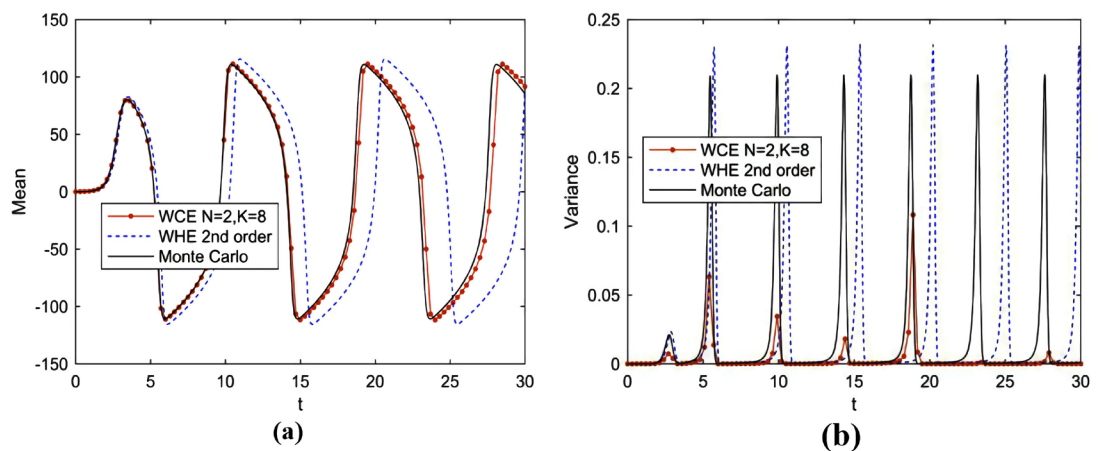 150
100
50
0
-50
-100
-150
Mean
WCE N=2,K=8
WHE 2nd order
Monte Carlo
0
5
10
15
20
25
30
t
(a)
0.25
0.2
0.15
0.1
0.05
0
Variance
WCE N=2,K=8
WHE 2nd order
Monte Carlo
0
5
10
15
20
25
30
t
(b)